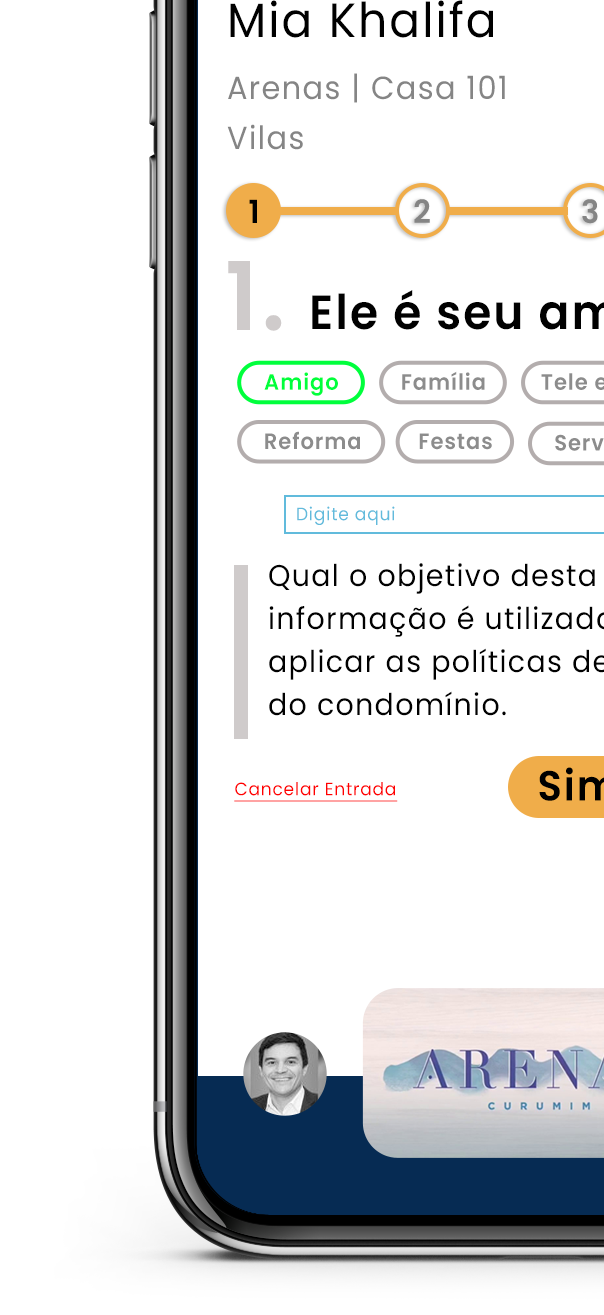 Mia Khalifa
Arenas | Casa 101
Vilas
1 2 3
1. Ele é seu am
Amigo Família Tele e
Reforma Festas Serv
Digite aqui
Qual o objetivo desta
informação é utilizada
aplicar as políticas de
do condomínio.
Cancelar Entrada Sim
ARENA
CURUMIM